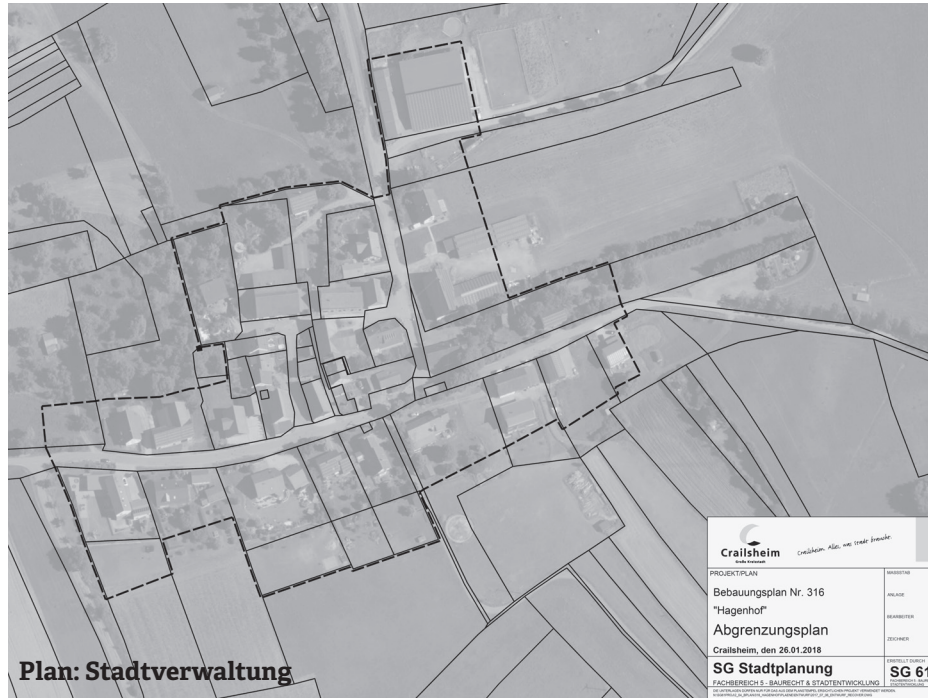 Crailsheim
Große Kreisstadt
Crailsheim. Alles, was Stadt braucht.
PROJEKT/PLAN
Bebauungsplan Nr. 316
"Hagenhof"
Abgrenzungsplan
Crailsheim, den 26.01.2018
SG Stadtplanung
FACHBEREICH 5 - BAURECHT & STADTENTWICKLUNG
MASSSTAB
ANLAGE
BEARBEITER
ZEICHNER
ERSTELLT DURCH
SG 61
Plan: Stadtverwaltung